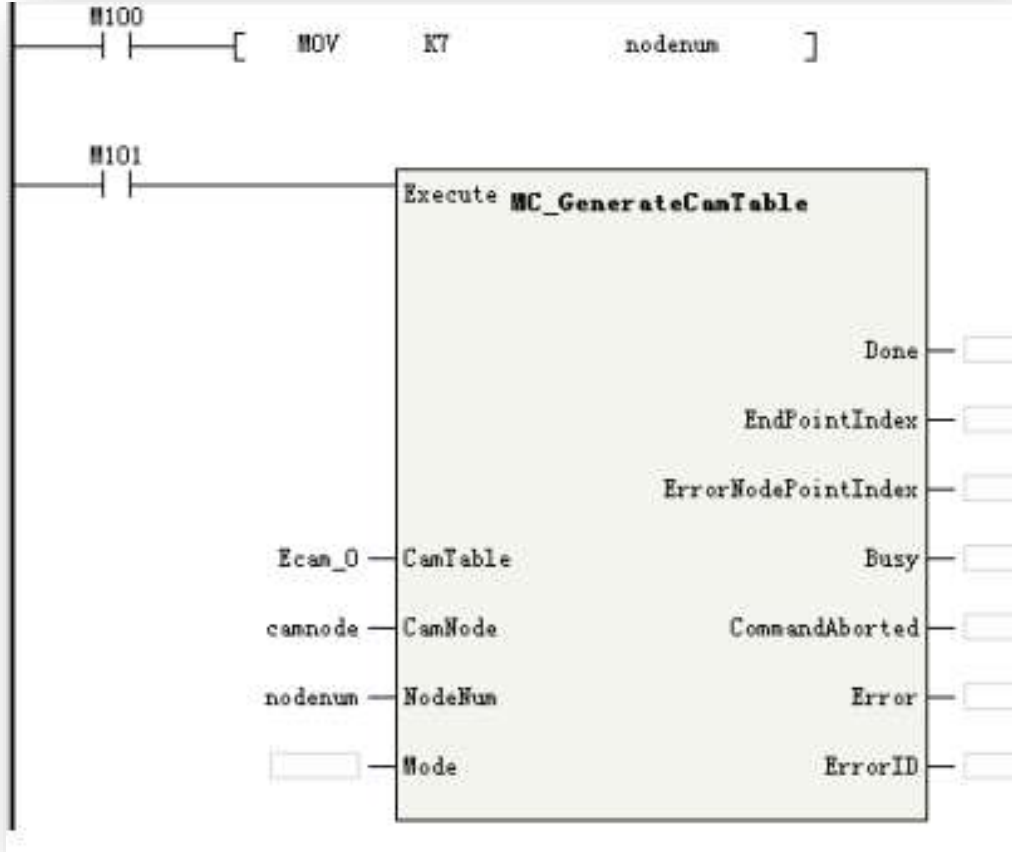 M100
MOV K7 nodenum
M101
Execute MC_GenerateCamTable
Done
EndPointIndex
ErrorNodePointIndex
Ecam_0 CamTable Busy
camnode CamNode CommandAborted
nodenum NodeNum Error
Mode ErrorID